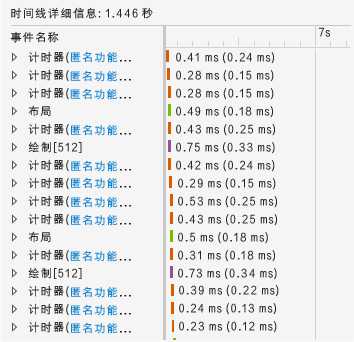 时间线详细信息: 1.446 秒
事件名称 7s
计时器(匿名功能... 0.41 ms (0.24 ms)
计时器(匿名功能... 0.28 ms (0.15 ms)
计时器(匿名功能... 0.28 ms (0.15 ms)
布局 0.49 ms (0.18 ms)
计时器(匿名功能... 0.43 ms (0.25 ms)
绘制[512] 0.75 ms (0.33 ms)
计时器(匿名功能... 0.42 ms (0.24 ms)
计时器(匿名功能... 0.29 ms (0.15 ms)
计时器(匿名功能... 0.53 ms (0.25 ms)
计时器(匿名功能... 0.43 ms (0.25 ms)
布局 0.5 ms (0.18 ms)
计时器(匿名功能... 0.31 ms (0.18 ms)
绘制[512] 0.73 ms (0.34 ms)
计时器(匿名功能... 0.39 ms (0.22 ms)
计时器(匿名功能... 0.24 ms (0.13 ms)
计时器(匿名功能... 0.23 ms (0.12 ms)